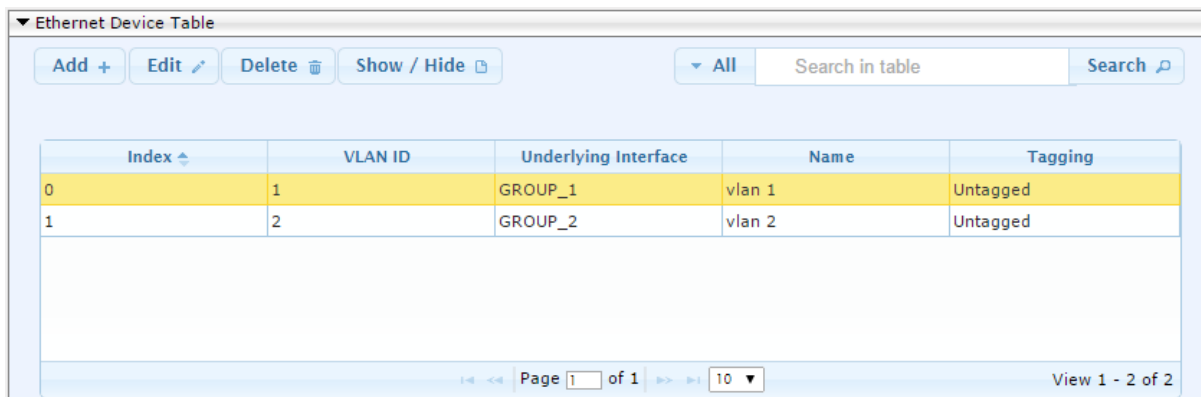 Ethernet Device Table
Add + Edit Delete Show / Hide All Search in table Search
Index VLAN ID Underlying Interface Name Tagging
0 1 GROUP_1 vlan 1 Untagged
1 2 GROUP_2 vlan 2 Untagged
Page 1 of 1 10 View 1 - 2 of 2